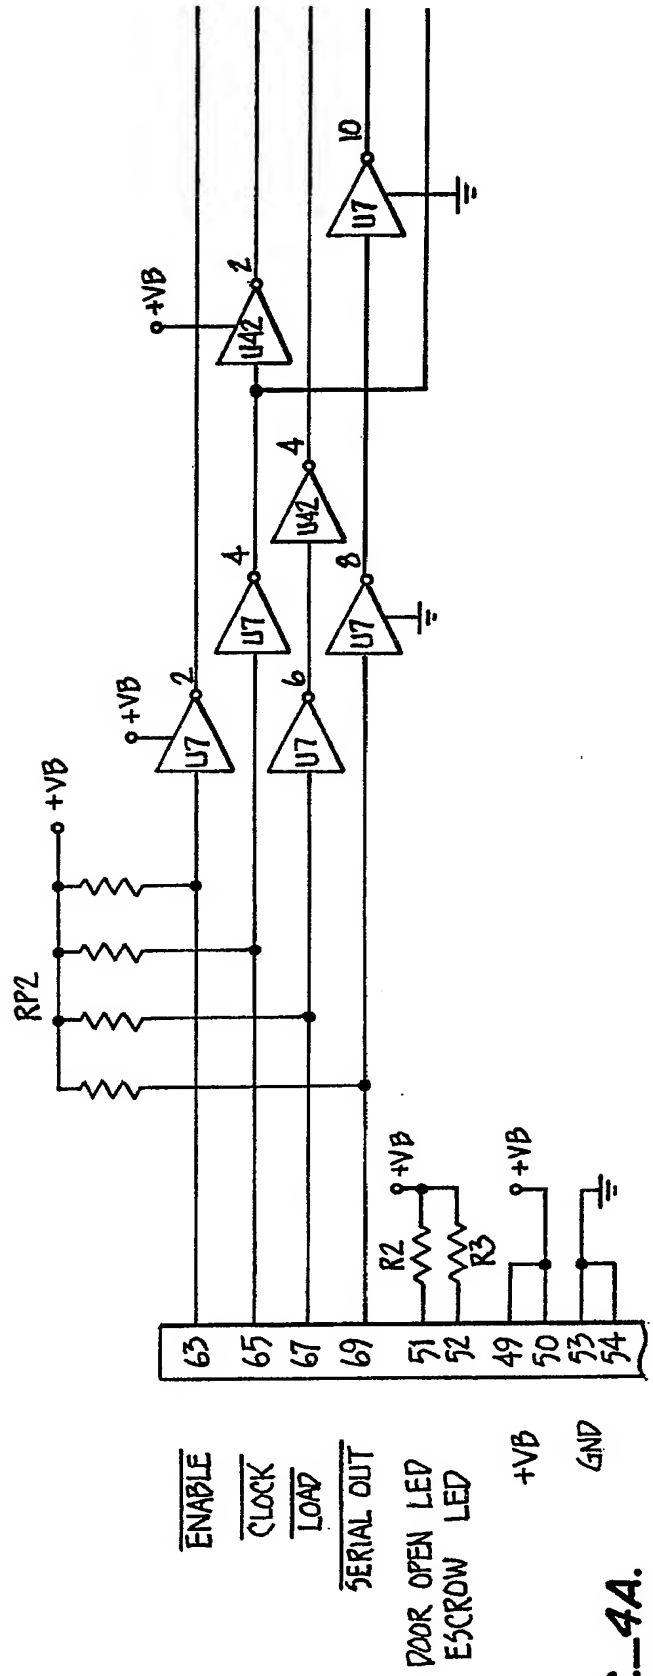 RP2
+VB
+VB
+VB
ENABLE
63
U7
2
CLOCK
65
U7
4
U42
2
LOAD
67
U7
6
U42
4
SERIAL OUT
69
U7
8
U7
10
DOOR OPEN LED
51
R2
+VB
ESCROW LED
52
R3
49
+VB
+VB
50
GND
53
54
4A.